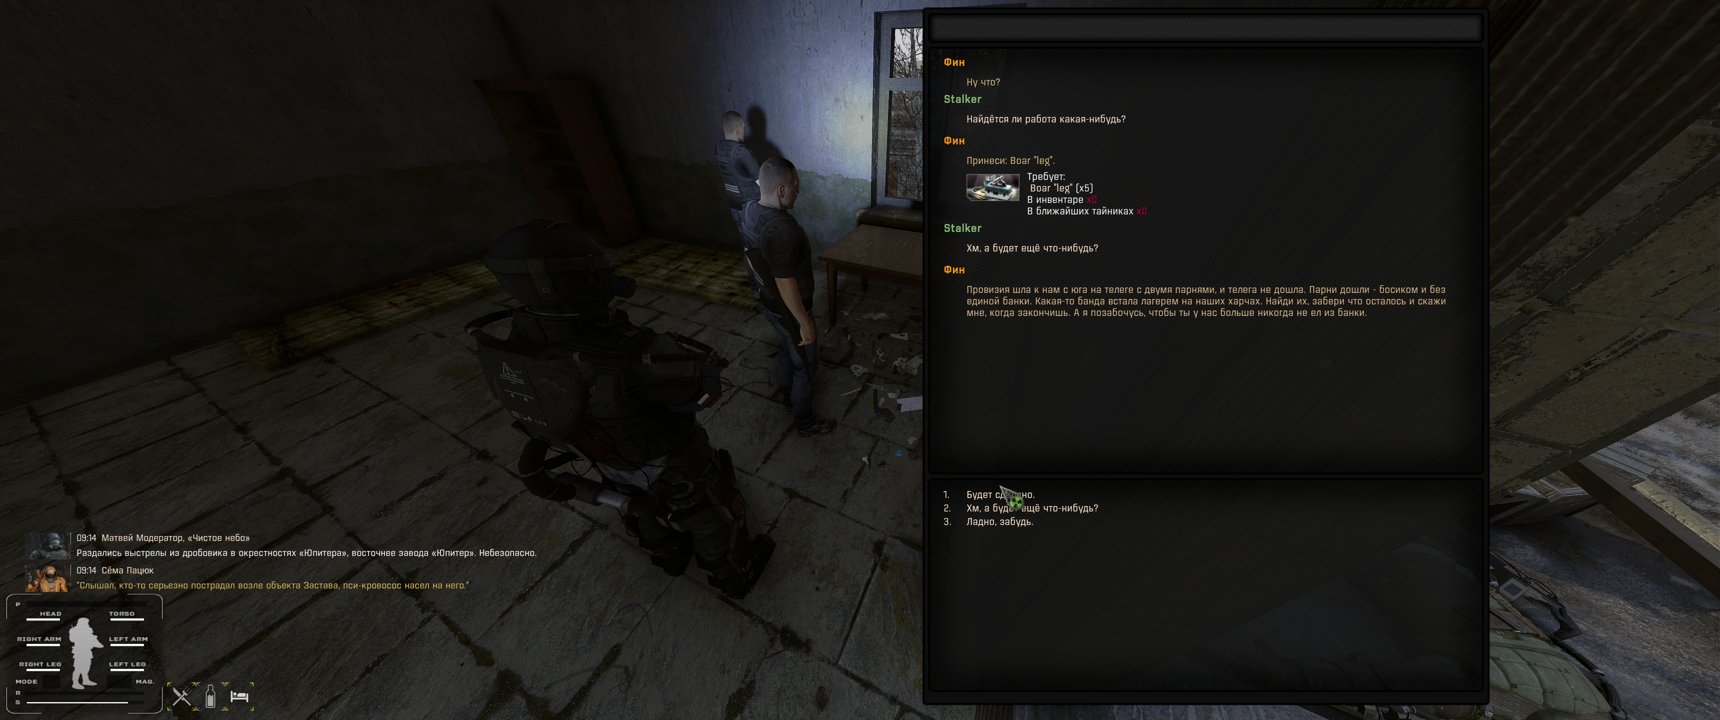 Фин
Ну что?
Stalker
Найдётся ли работа какая-нибудь?
Фин
Принеси: Boar "leg".
Требует:
Boar "leg" (x5)
В инвентаре x0
В ближайших тайниках x0
Stalker
Хм, а будет ещё что-нибудь?
Фин
Провизия шла к нам с юга на телеге с двумя парнями, и телега не дошла. Парни дошли - босиком и без
единой банки. Какая-то банда встала лагерем на наших харчах. Найди их, забери что осталось и скажи
мне, когда закончишь. А я позабочусь, чтобы ты у нас больше никогда не ел из банки.
1. Будет сделано.
2. Хм, а будет ещё что-нибудь?
3. Ладно, забудь.
09:14 Матвей Модератор, «Чистое небо»
Раздались выстрелы из дробовика в окрестностях «Юпитера», восточнее завода «Юпитер». Небезопасно.
09:14 Сёма Пацюк
"Слышал, кто-то серьезно пострадал возле объекта Застава, пси-кровосос насел на него."
P
HEAD TORSO
RIGHT ARM LEFT ARM
RIGHT LEG LEFT LEG
MODE MAG.
R
S